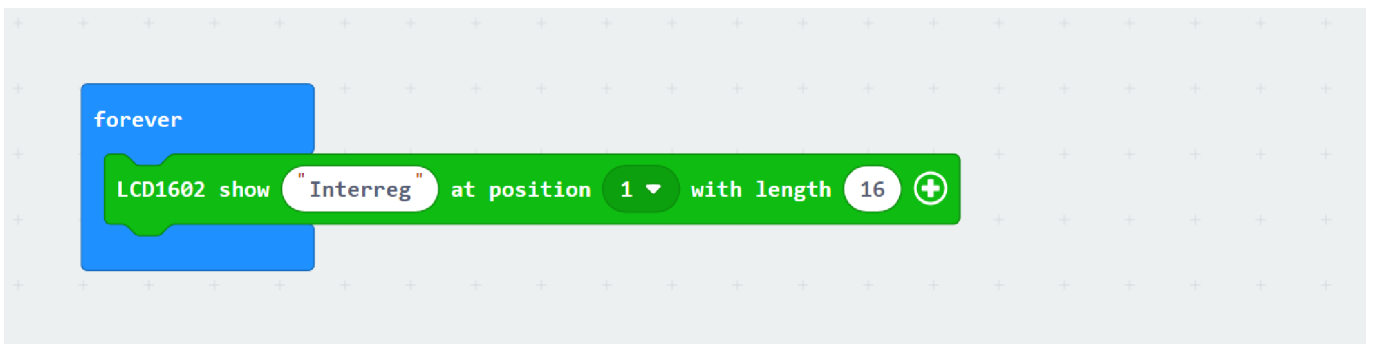 forever
LCD1602 show "Interreg" at position 1 with length 16